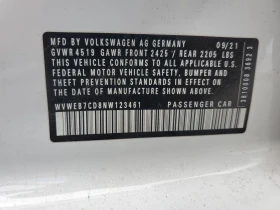 MFD BY VOLKSWAGEN AG GERMANY 09/21
GVWR 4519 GAWR FRONT 2425 / REAR 2205 LBS
THIS VEHICLE CONFORMS TO ALL APPLICABLE
FEDERAL MOTOR VEHICLE SAFETY, BUMPER AND
THEFT PREVENTION STANDARDS IN EFFECT ON
THE DATE OF MANUFACTURE SHOWN ABOVE
WVWEB7CD8NW123461 PASSENGER CAR